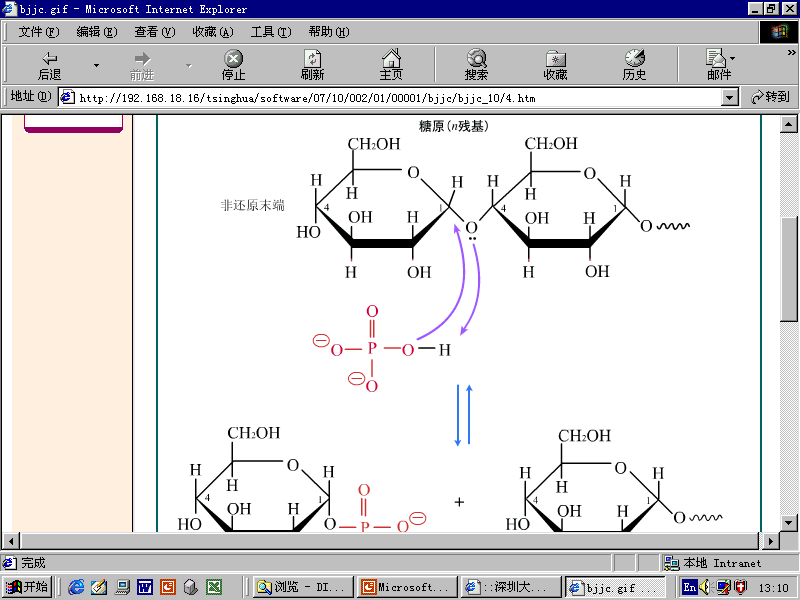 bjjc.gif - Microsoft Internet Explorer
文件(F) 编辑(E) 查看(V) 收藏(A) 工具(T) 帮助(H)
后退 前进 停止 刷新 主页 搜索 收藏 历史 邮件
地址(D) http://192.168.18.16/tsinghua/software/07/10/002/01/00001/bjjc/bjjc_10/4.htm 转到
糖原(n残基)
CH₂OH CH₂OH
H O H H O H
H H
非还原末端 4 1 4 1
HO OH H O OH H O
H OH H OH
O
⊖O P O H
⊖O
CH₂OH CH₂OH
H O H H O H
H H
4 1 O ⊖ + 4 1
HO OH H O P O HO OH H O
完成 本地 Intranet
开始 浏览 - DI... Microsoft... ::深圳大... bjjc.gif ... En 13:10